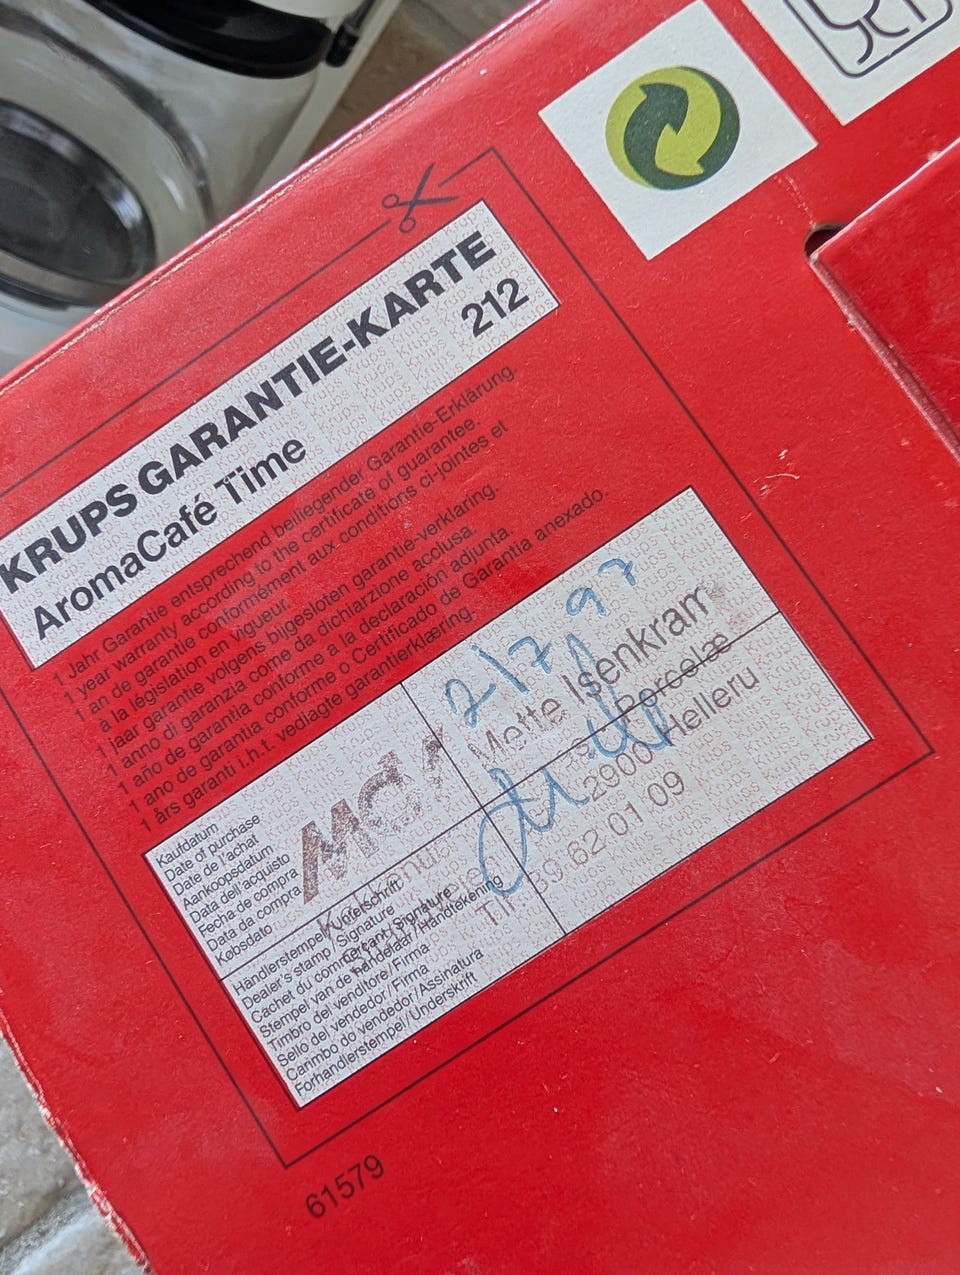 KRUPS GARANTIE-KARTE
AromaCafé Time 212
1 Jahr Garantie entsprechend beiliegender Garantie-Erklärung.
1 year warranty according to the certificate of guarantee.
1 an de garantie conformément aux conditions ci-jointes et
à la législation en vigueur.
1 jaar garantie volgens bijgesloten garantie-verklaring.
1 anno di garanzia come da dichiarzione acclusa.
1 año de garantia conforme a la declaración adjunta.
1 ano de garantia conforme o Certificado de Garantia anexado.
1 års garanti i.h.t. vedlagte garantierklæring.
Kaufdatum
Date of purchase
Date de l'achat
Aankoopsdatum
Data dell'acquisto
Fecha de compra
Data da compra
Købsdato
2/7 97
Mette Isenkram
Porcelæ
2900 Helleru
39 62 01 09
Händlerstempel/Unterschrift
Dealer's stamp/Signature
Cachet du commerçant/Signature
Stempel van de handelaar/Handtekening
Timbro del venditore/Firma
Sello del vendedor/Firma
Carimbo do vendedor/Assinatura
Forhandlerstempel/Underskrift
61579